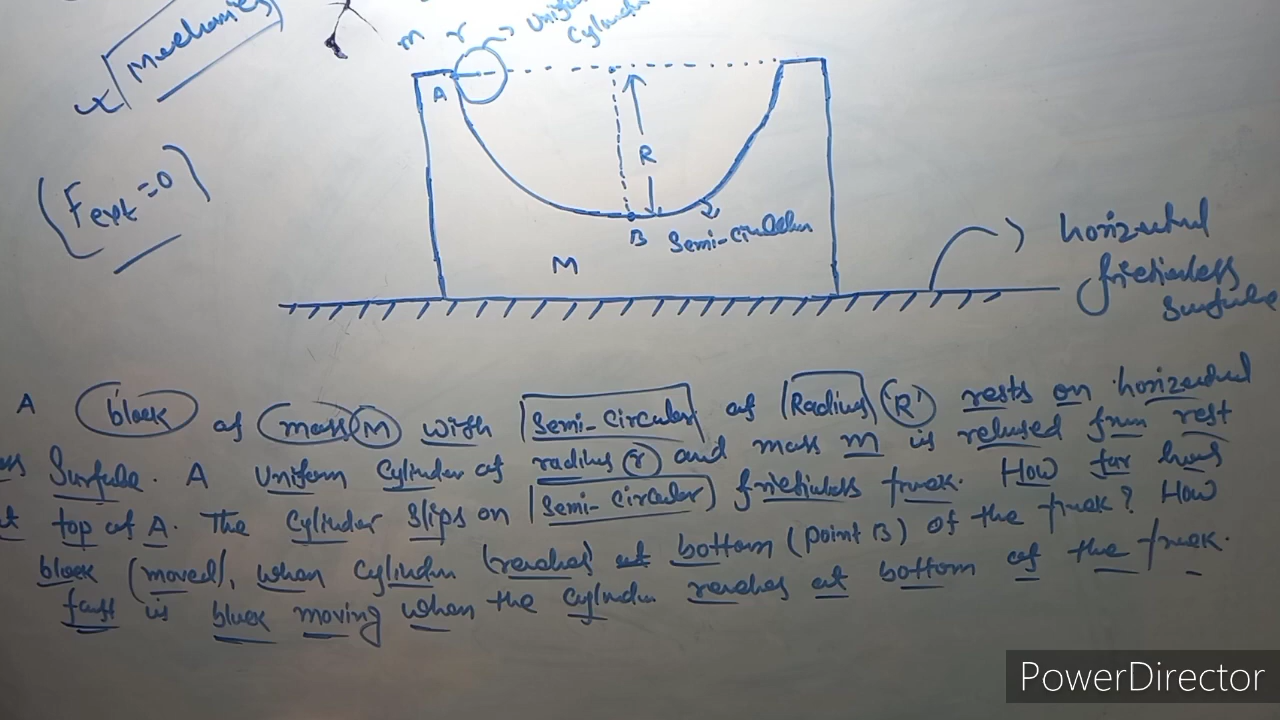 Mechanics
m r
Cylinder
A
(Fext=0)
R
B Semi-circular
M
horizontal
frictionless
Surface
A block of mass M with Semi-Circular of Radius 'R' rests on horizontal
Surface. A Uniform Cylinder of radius r and mass m is relesed from rest
at top of A. The Cylinder Slips on Semi-Circular frictionless track. How far has
block (moved), when Cylinder (reaches) at bottom (point B) of the track? How
fast is block moving when the cylinder reaches at bottom of the track.
PowerDirector